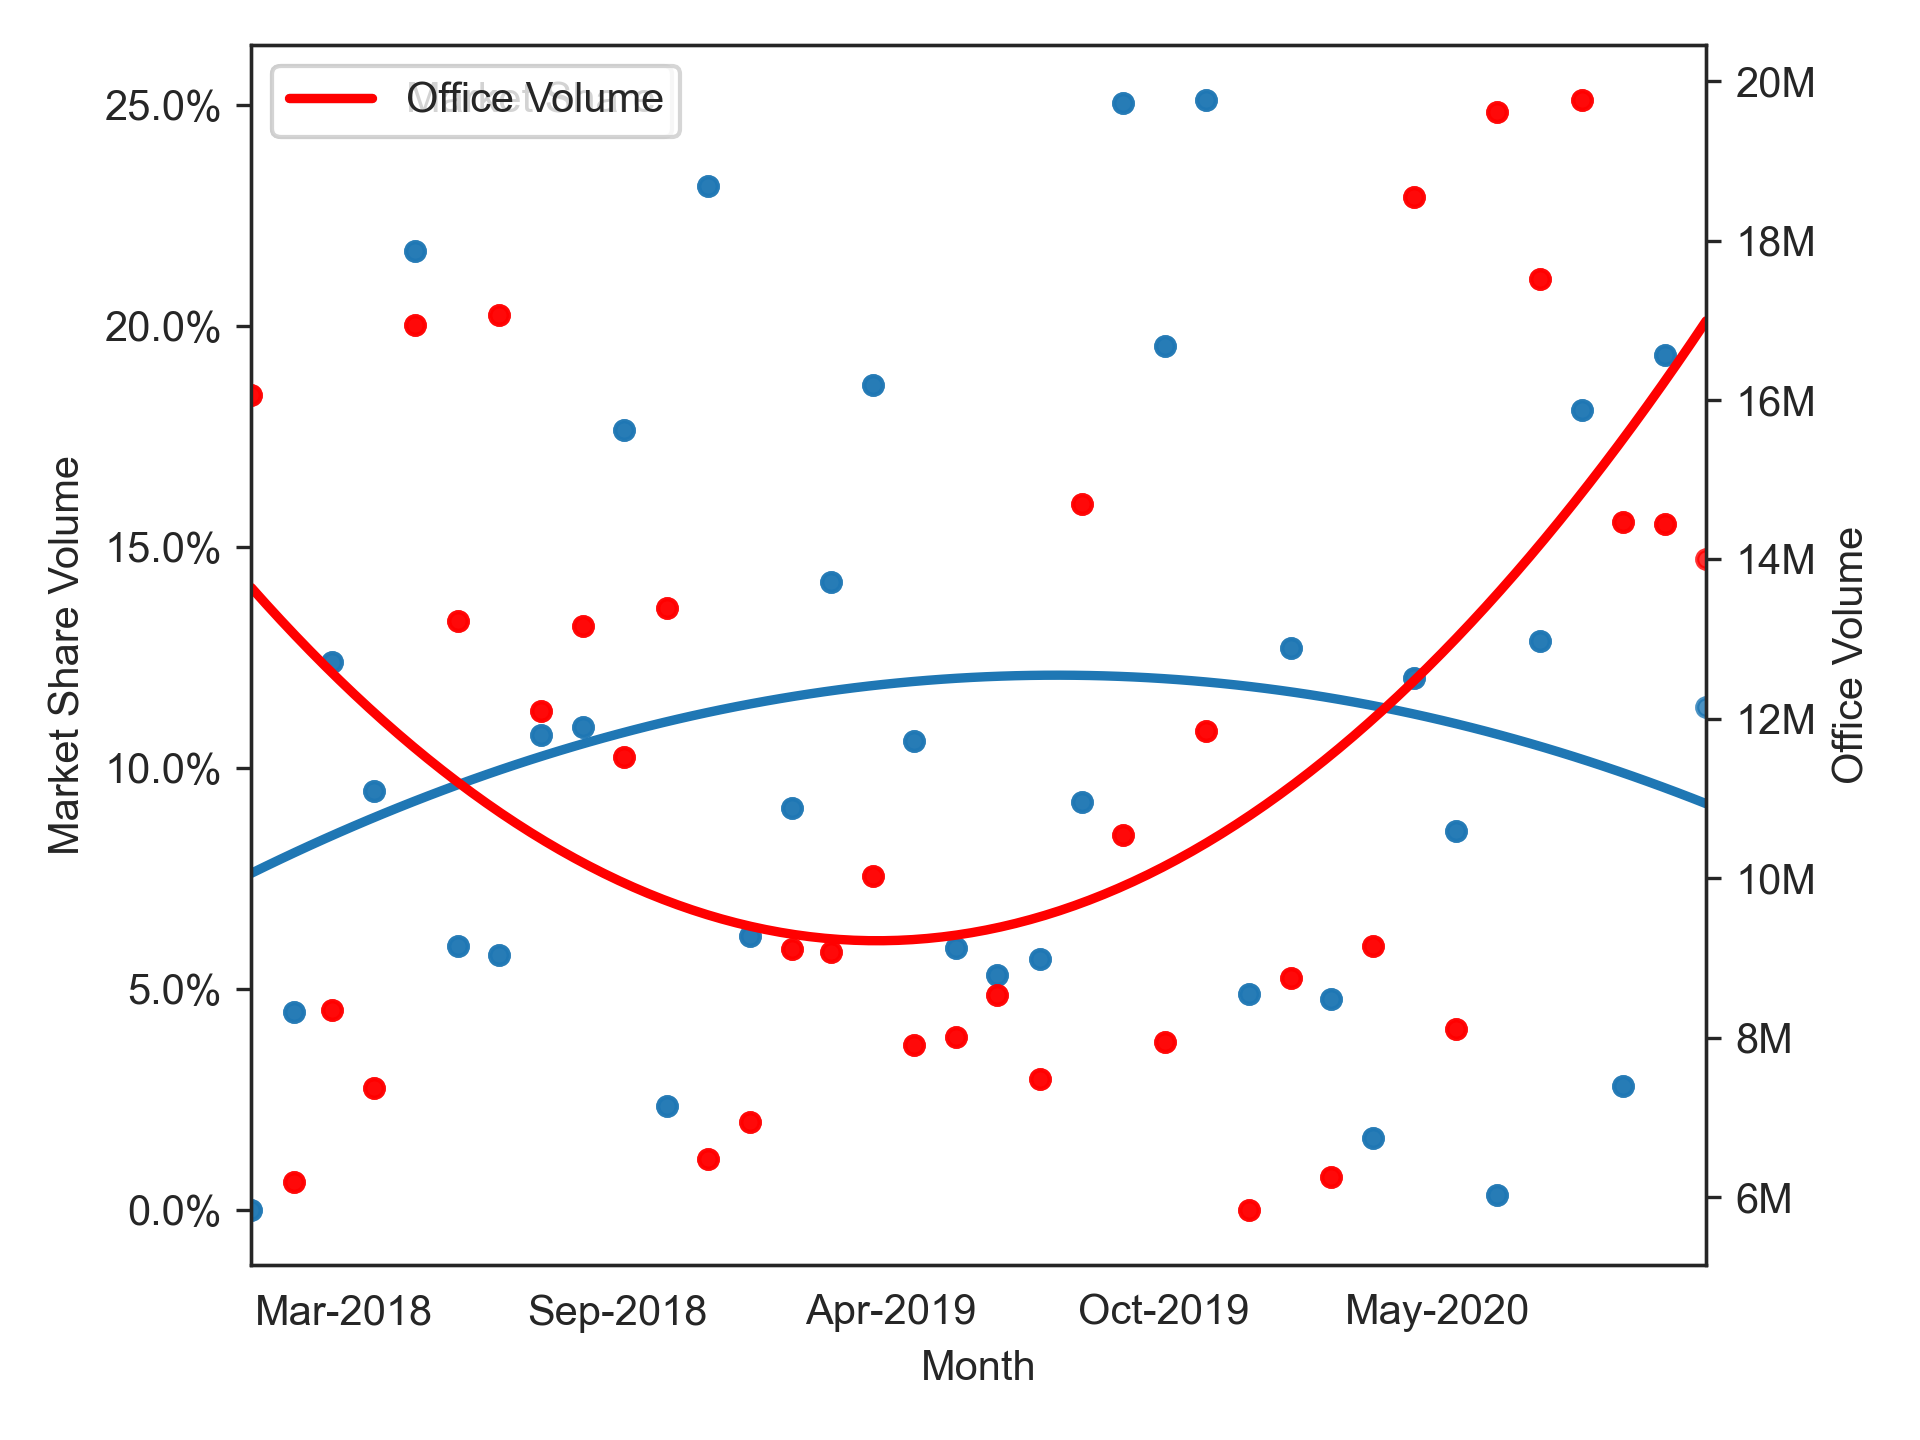 Market Share
Office Volume
25.0%
20.0%
15.0%
10.0%
5.0%
0.0%
Market Share Volume
20M
18M
16M
14M
12M
10M
8M
6M
Office Volume
Mar-2018
Sep-2018
Apr-2019
Oct-2019
May-2020
Month